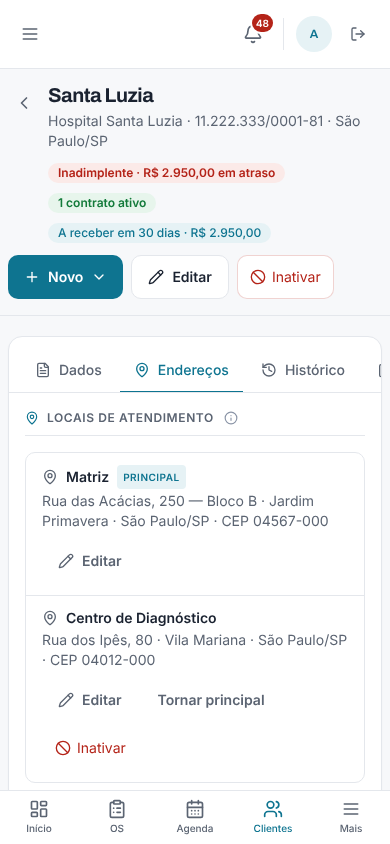 48
A
Santa Luzia
Hospital Santa Luzia · 11.222.333/0001-81 · São
Paulo/SP
Inadimplente · R$ 2.950,00 em atraso
1 contrato ativo
A receber em 30 dias · R$ 2.950,00
Novo
Editar
Inativar
Dados
Endereços
Histórico
LOCAIS DE ATENDIMENTO
Matriz PRINCIPAL
Rua das Acácias, 250 — Bloco B · Jardim
Primavera · São Paulo/SP · CEP 04567-000
Editar
Centro de Diagnóstico
Rua dos Ipês, 80 · Vila Mariana · São Paulo/SP
· CEP 04012-000
Editar
Tornar principal
Inativar
Início
OS
Agenda
Clientes
Mais